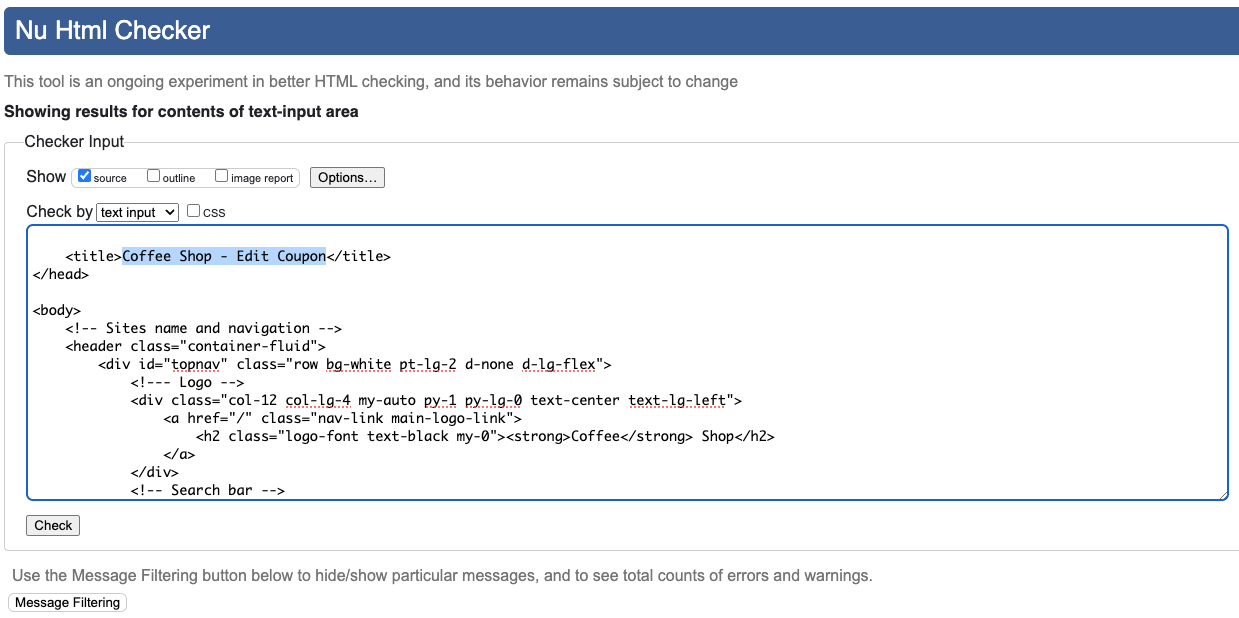 Nu Html Checker
This tool is an ongoing experiment in better HTML checking, and its behavior remains subject to change
Showing results for contents of text-input area
Checker Input
Show source outline image report Options...
Check by text input CSS
<title>Coffee Shop - Edit Coupon</title>
</head>
<body>
<!-- Sites name and navigation -->
<header class="container-fluid">
<div id="topnav" class="row bg-white pt-lg-2 d-none d-lg-flex">
<!--- Logo -->
<div class="col-12 col-lg-4 my-auto py-1 py-lg-0 text-center text-lg-left">
<a href="/" class="nav-link main-logo-link">
<h2 class="logo-font text-black my-0"><strong>Coffee</strong> Shop</h2>
</a>
</div>
<!-- Search bar -->
Check
Use the Message Filtering button below to hide/show particular messages, and to see total counts of errors and warnings.
Message Filtering